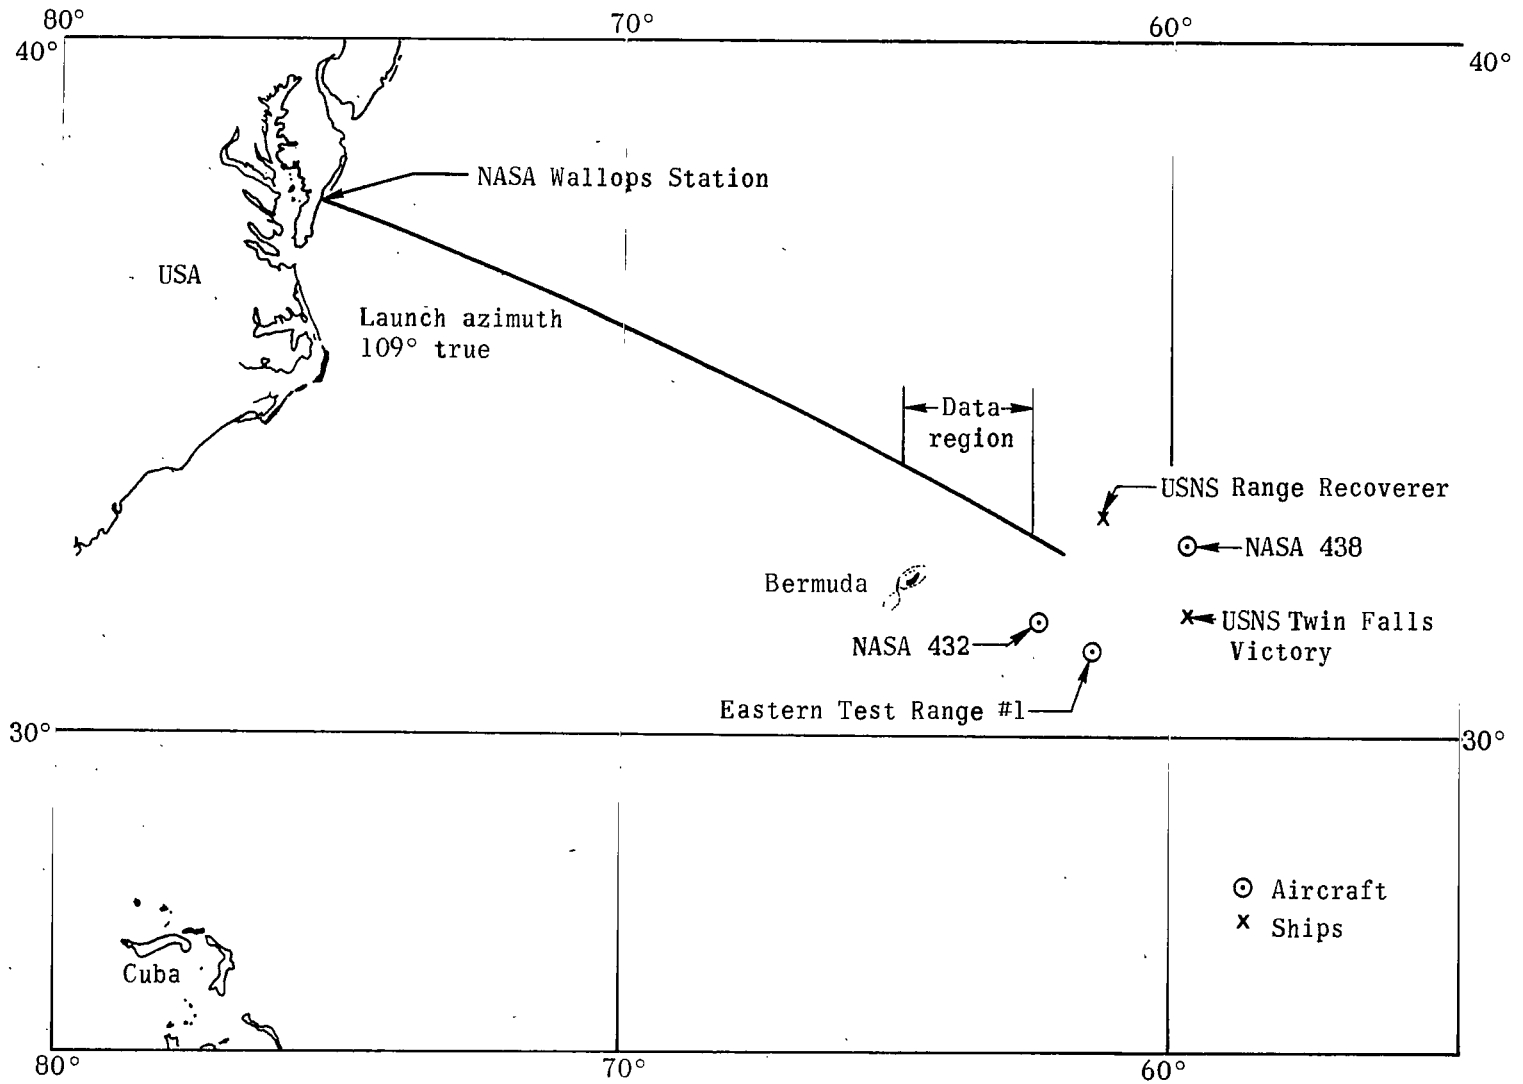 80°
70°
60°
40°
40°
NASA Wallops Station
USA
Launch azimuth
109° true
Data
region
USNS Range Recoverer
NASA 438
Bermuda
USNS Twin Falls
Victory
NASA 432
Eastern Test Range #1
30°
30°
Aircraft
Ships
Cuba
80°
70°
60°